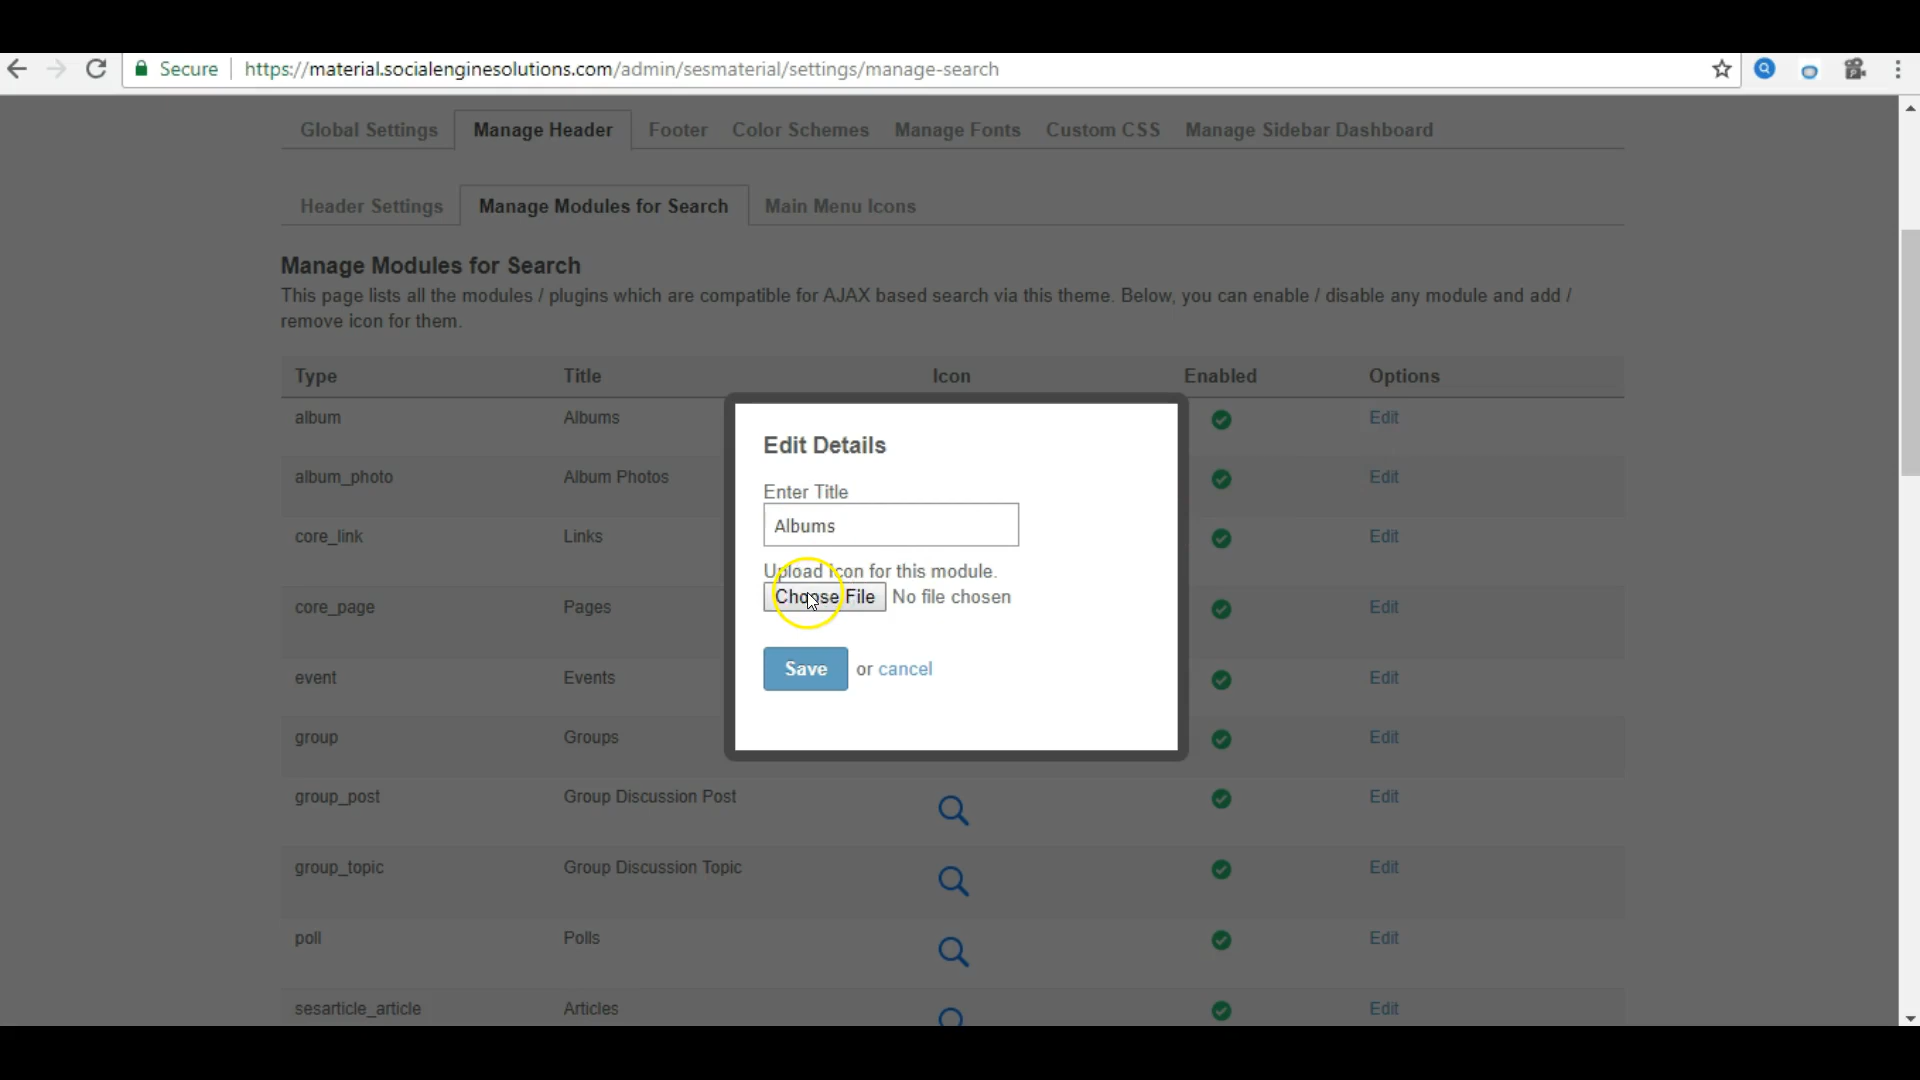 Secure https://material.socialenginesolutions.com/admin/sesmaterial/settings/manage-search
Global Settings Manage Header Footer Color Schemes Manage Fonts Custom CSS Manage Sidebar Dashboard
Header Settings Manage Modules for Search Main Menu Icons
Manage Modules for Search
This page lists all the modules / plugins which are compatible for AJAX based search via this theme. Below, you can enable / disable any module and add /
remove icon for them.
Type Title Icon Enabled Options
album Albums Edit
album_photo Album Photos Edit
core_link Links Edit
core_page Pages Edit
event Events Edit
group Groups Edit
group_post Group Discussion Post Edit
group_topic Group Discussion Topic Edit
poll Polls Edit
sesarticle_article Articles Edit
Edit Details
Enter Title
Albums
Upload icon for this module.
Choose File No file chosen
Save or cancel